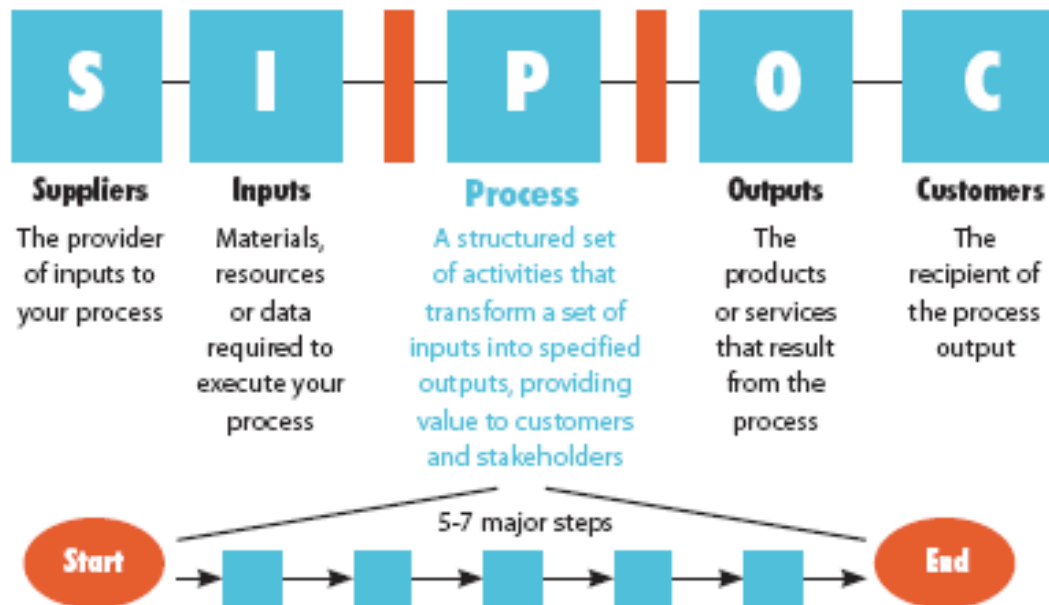 S I P O C
Suppliers
The provider
of inputs to
your process
Inputs
Materials,
resources
or data
required to
execute your
process
Process
A structured set
of activities that
transform a set of
inputs into specified
outputs, providing
value to customers
and stakeholders
Outputs
The
products
or services
that result
from the
process
Customers
The
recipient of
the process
output
5-7 major steps
Start
End